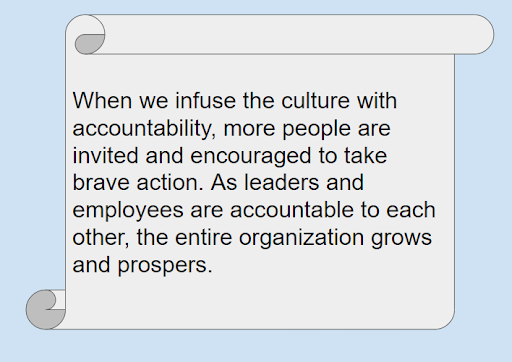 When we infuse the culture with
accountability, more people are
invited and encouraged to take
brave action. As leaders and
employees are accountable to each
other, the entire organization grows
and prospers.